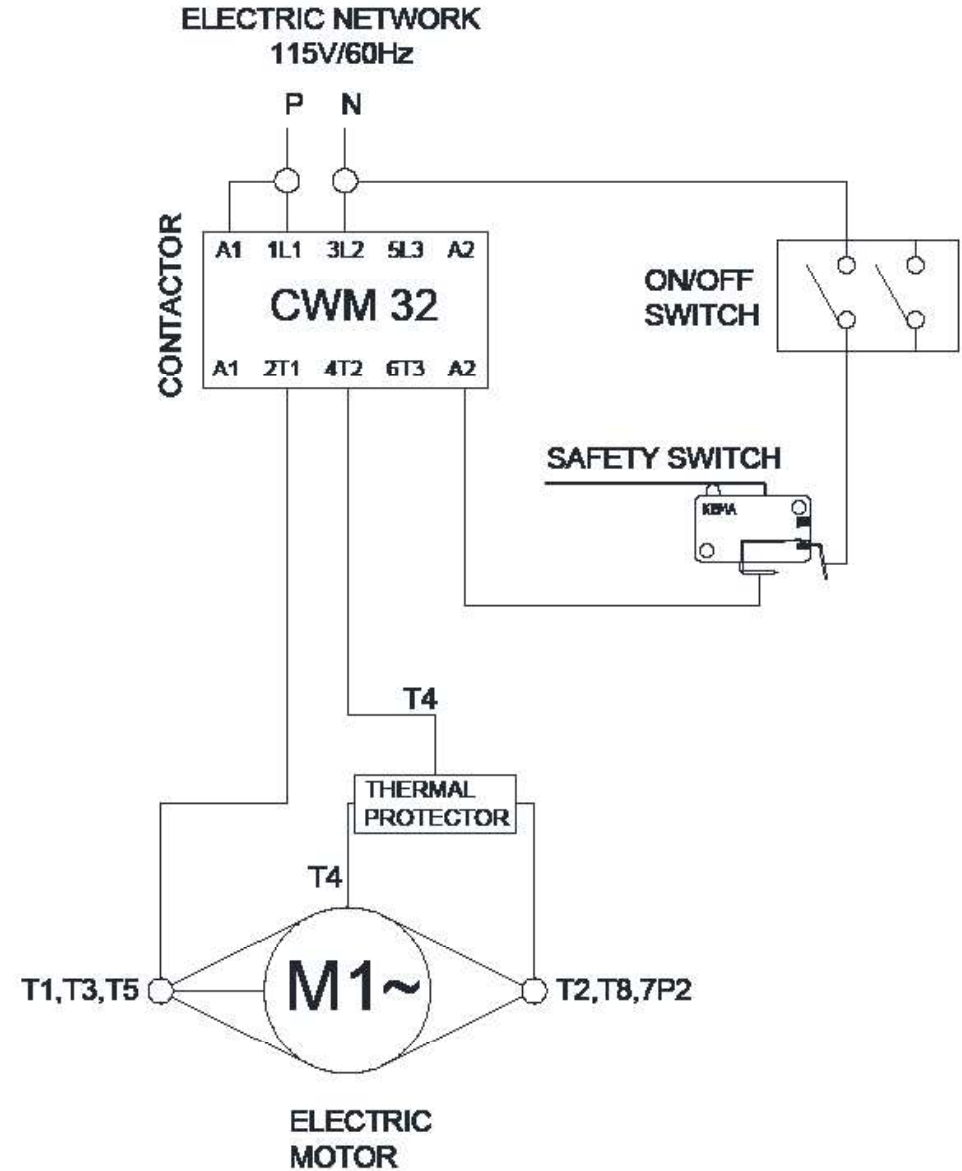 ELECTRIC NETWORK
115V/60Hz
P N
CONTACTOR
A1 1L1 3L2 5L3 A2
CWM 32
A1 2T1 4T2 6T3 A2
ON/OFF
SWITCH
SAFETY SWITCH
KEMA
T4
THERMAL
PROTECTOR
T4
M1~
T1,T3,T5
T2,T8,7P2
ELECTRIC
MOTOR